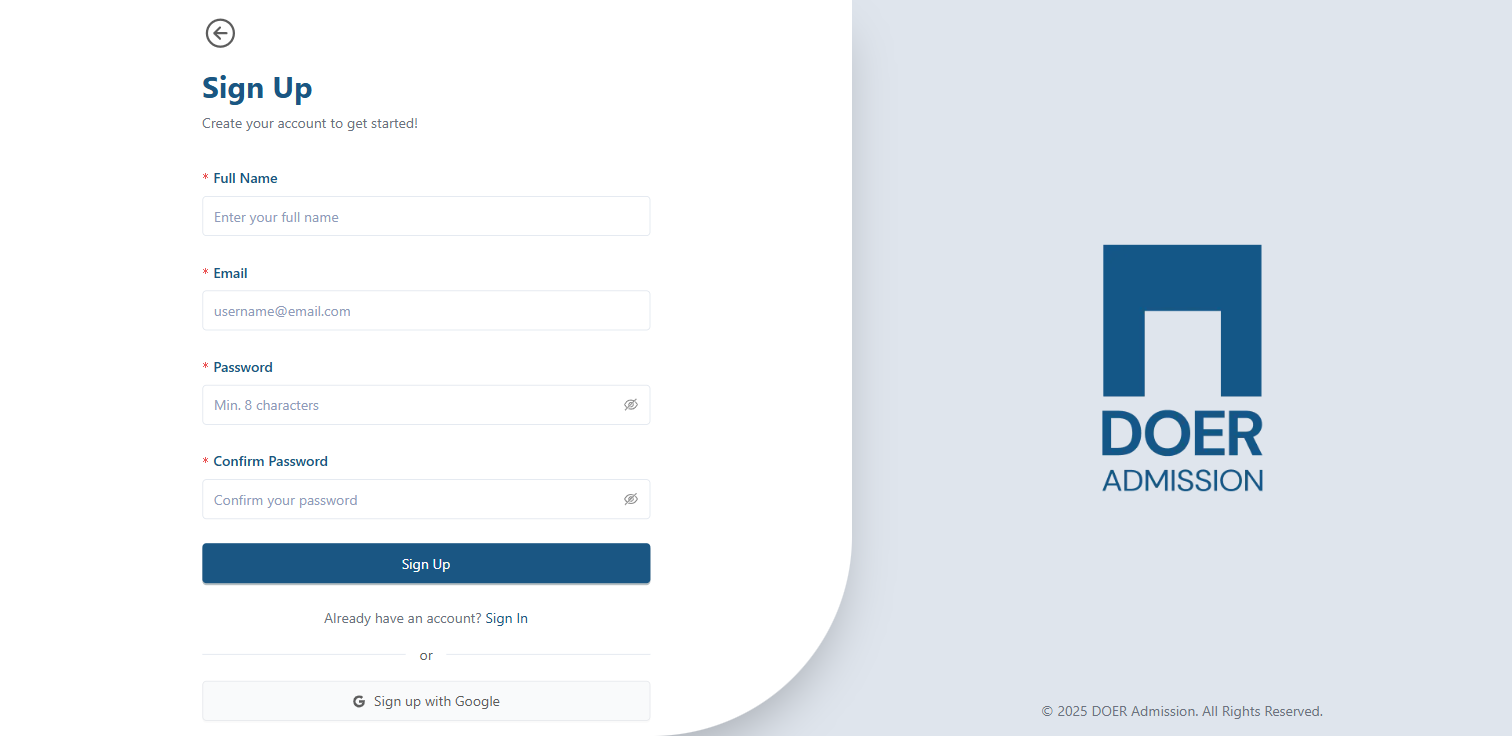 Sign Up
Create your account to get started!
* Full Name
Enter your full name
* Email
username@email.com
* Password
Min. 8 characters
* Confirm Password
Confirm your password
Sign Up
Already have an account? Sign In
or
G Sign up with Google
DOER
ADMISSION
© 2025 DOER Admission. All Rights Reserved.